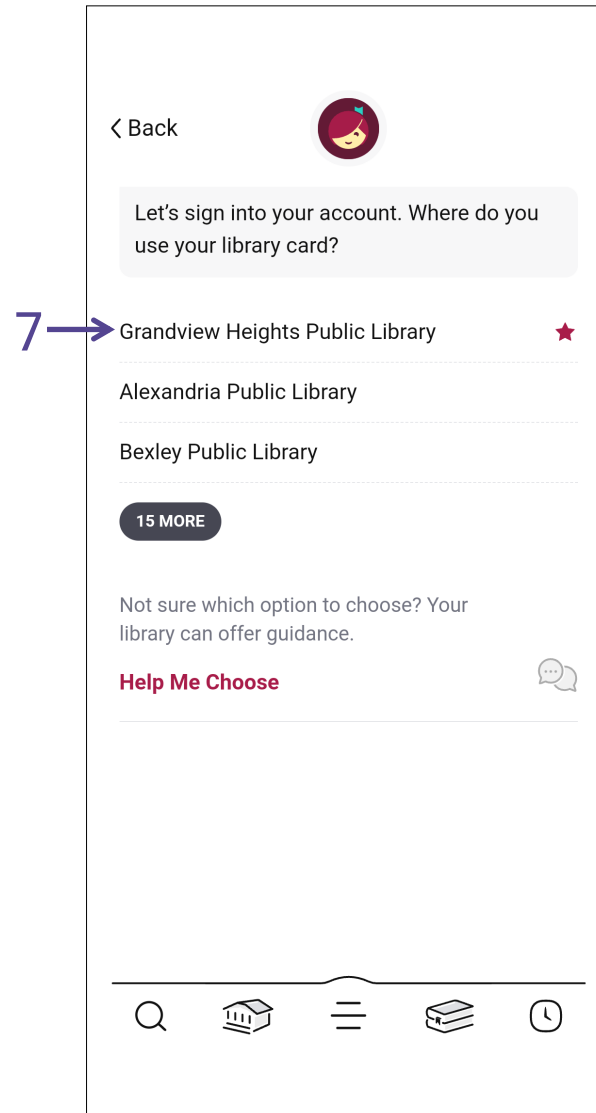 Back
Let’s sign into your account. Where do you
use your library card?
7
Grandview Heights Public Library
Alexandria Public Library
Bexley Public Library
15 MORE
Not sure which option to choose? Your
library can offer guidance.
Help Me Choose